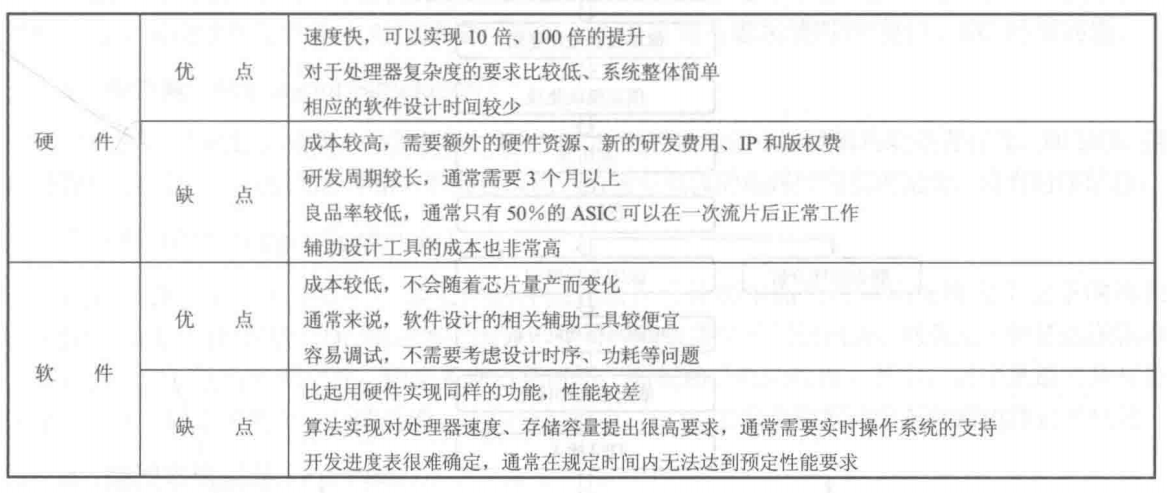 硬 件
优 点
速度快，可以实现 10 倍、100 倍的提升
对于处理器复杂度的要求比较低、系统整体简单
相应的软件设计时间较少
缺 点
成本较高，需要额外的硬件资源、新的研发费用、IP 和版权费
研发周期较长，通常需要 3 个月以上
良品率较低，通常只有 50%的 ASIC 可以在一次流片后正常工作
辅助设计工具的成本也非常高
软 件
优 点
成本较低，不会随着芯片量产而变化
通常来说，软件设计的相关辅助工具较便宜
容易调试，不需要考虑设计时序、功耗等问题
缺 点
比起用硬件实现同样的功能，性能较差
算法实现对处理器速度、存储容量提出很高要求，通常需要实时操作系统的支持
开发进度表很难确定，通常在规定时间内无法达到预定性能要求